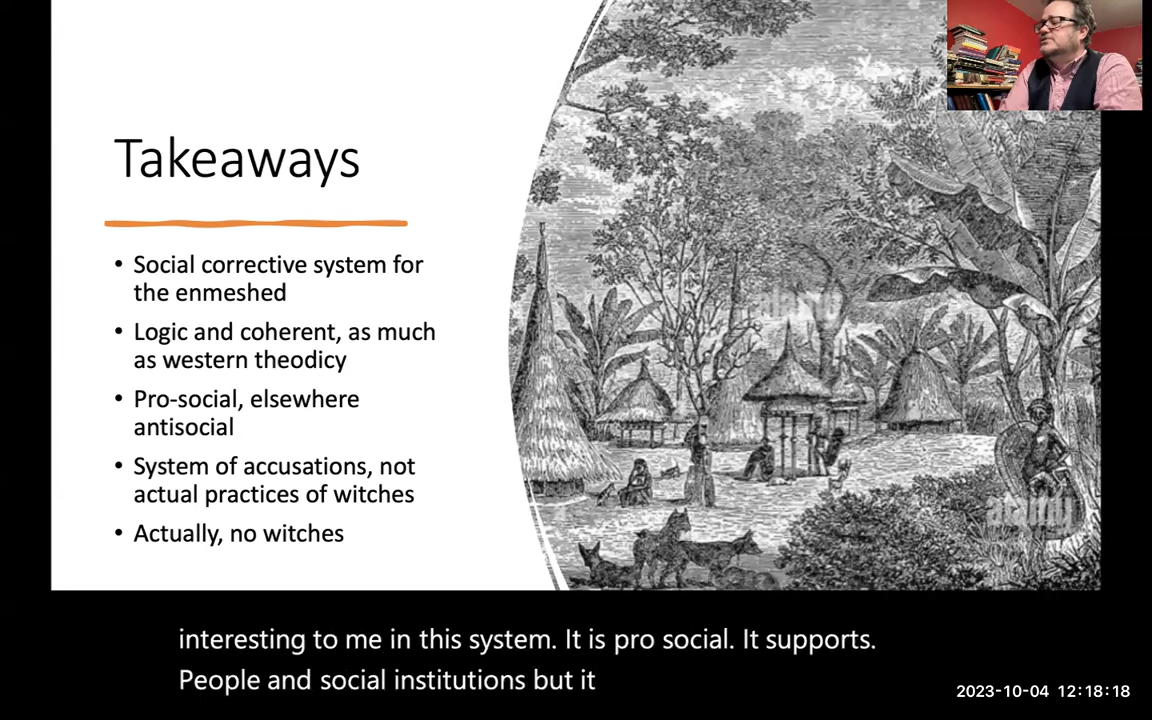 Takeaways
• Social corrective system for
the enmeshed
• Logic and coherent, as much
as western theodicy
• Pro-social, elsewhere
antisocial
• System of accusations, not
actual practices of witches
• Actually, no witches
alamy
alamy
interesting to me in this system. It is pro social. It supports.
People and social institutions but it
2023-10-04 12:18:18